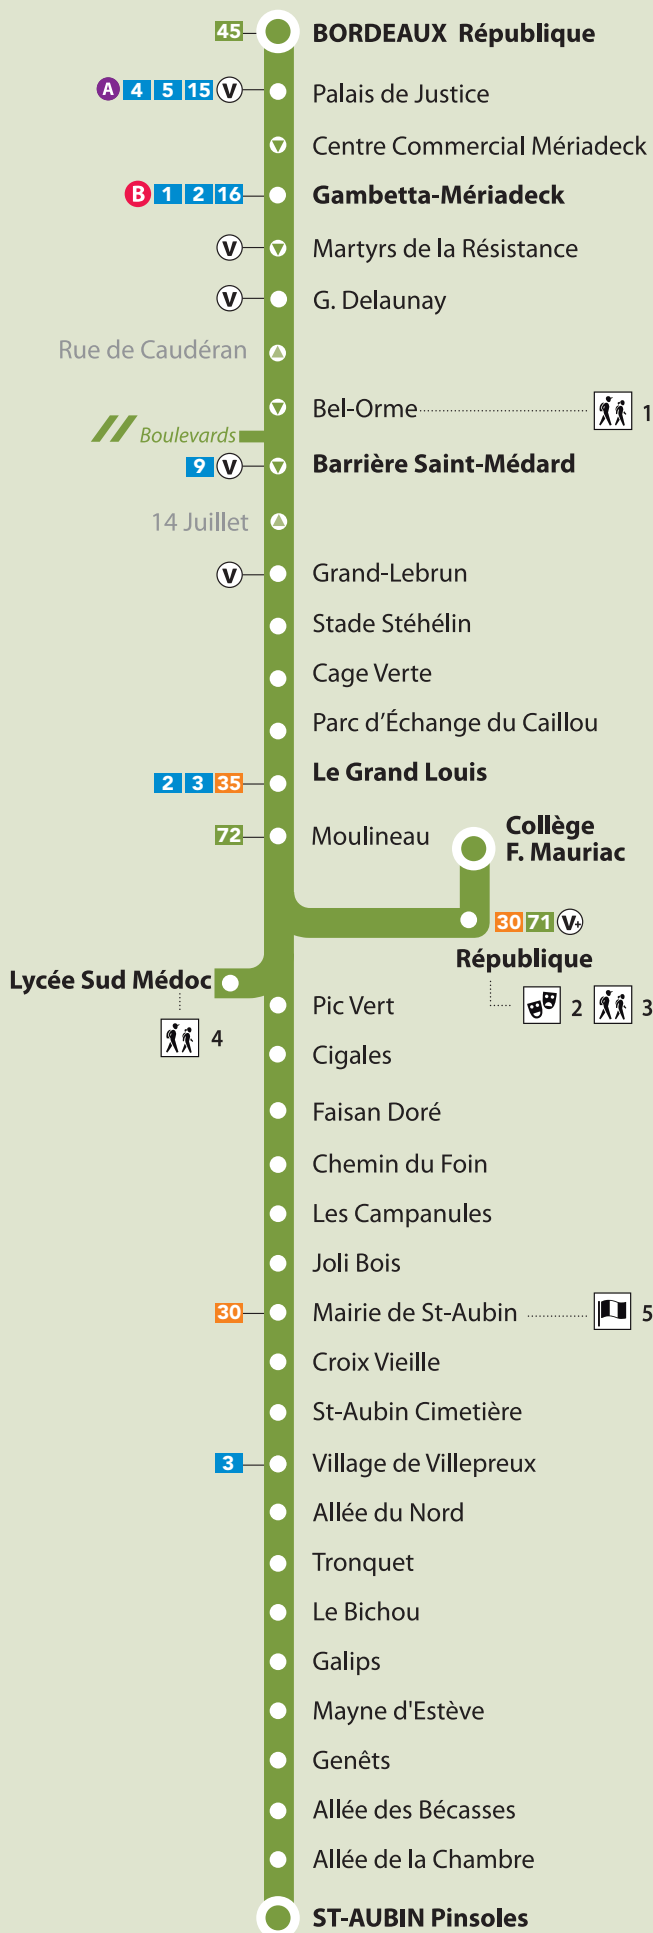 45 BORDEAUX République
A 4 5 15 V Palais de Justice
Centre Commercial Mériadeck
B 1 2 16 Gambetta-Mériadeck
V Martyrs de la Résistance
V G. Delaunay
Rue de Caudéran
Bel-Orme 1
Boulevards
9 V Barrière Saint-Médard
14 Juillet
V Grand-Lebrun
Stade Stéhélin
Cage Verte
Parc d'Échange du Caillou
2 3 35 Le Grand Louis
72 Moulineau
Collège
F. Mauriac
30 71 V+
République
2 3
Lycée Sud Médoc
4
Pic Vert
Cigales
Faisan Doré
Chemin du Foin
Les Campanules
Joli Bois
30 Mairie de St-Aubin 5
Croix Vieille
St-Aubin Cimetière
3 Village de Villepreux
Allée du Nord
Tronquet
Le Bichou
Galips
Mayne d'Estève
Genêts
Allée des Bécasses
Allée de la Chambre
ST-AUBIN Pinsoles